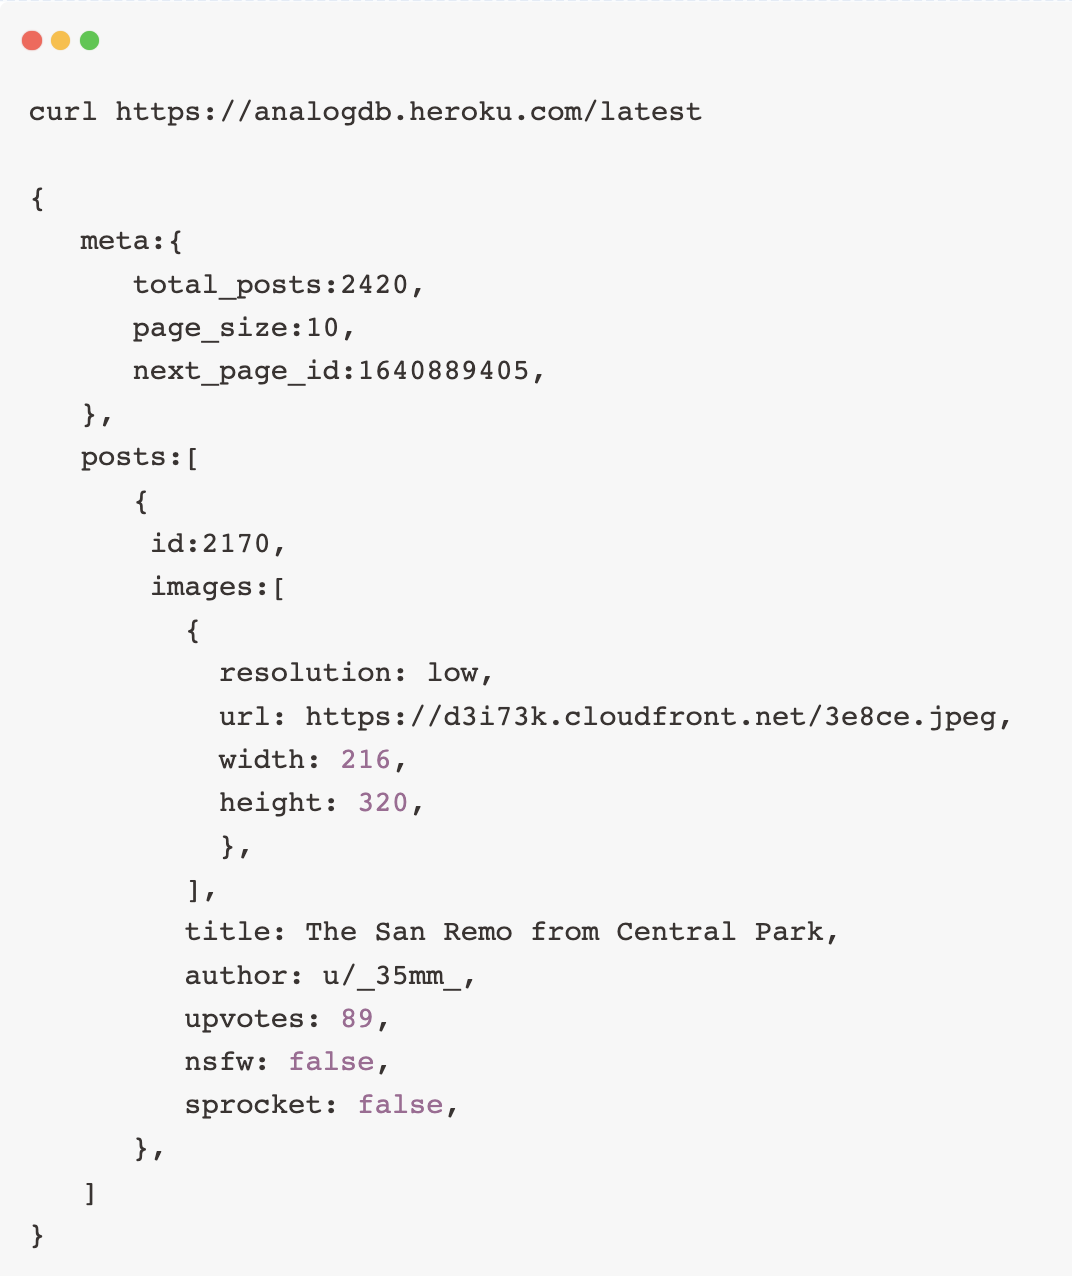 curl https://analogdb.heroku.com/latest
{
meta:{
total_posts:2420,
page_size:10,
next_page_id:1640889405,
},
posts:[
{
id:2170,
images:[
{
resolution: low,
url: https://d3i73k.cloudfront.net/3e8ce.jpeg,
width: 216,
height: 320,
},
],
title: The San Remo from Central Park,
author: u/_35mm_,
upvotes: 89,
nsfw: false,
sprocket: false,
},
]
}